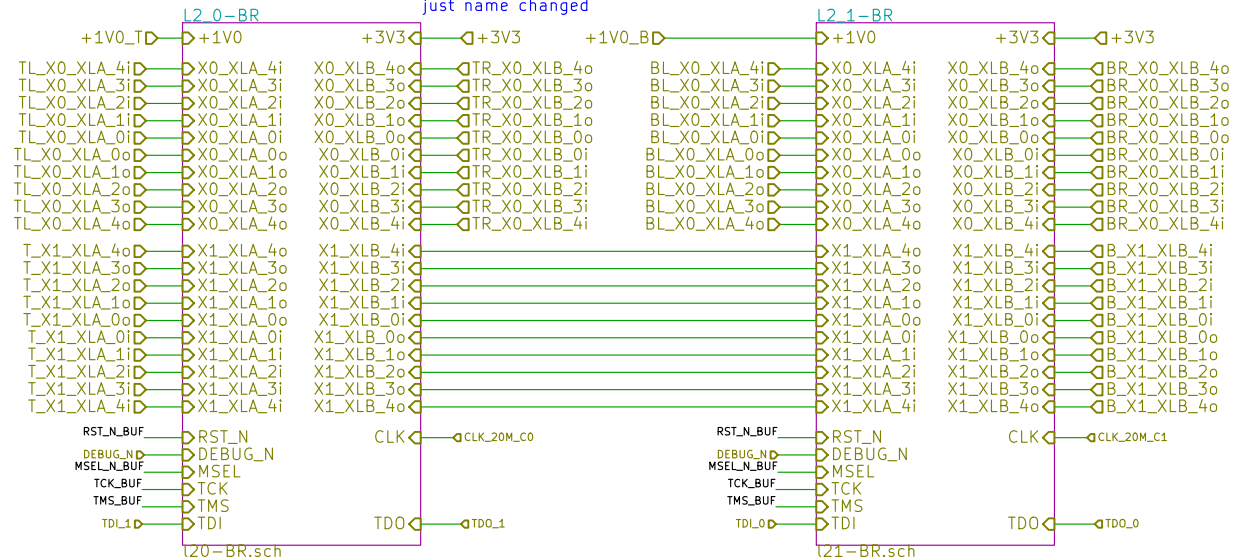 just name changed
L2_0-BR L2_1-BR
+1V0_T +1V0 +3V3 +3V3 +1V0_B +1V0 +3V3 +3V3
TL_X0_XLA_4i X0_XLA_4i X0_XLB_4o TR_X0_XLB_4o BL_X0_XLA_4i X0_XLA_4i X0_XLB_4o BR_X0_XLB_4o
TL_X0_XLA_3i X0_XLA_3i X0_XLB_3o TR_X0_XLB_3o BL_X0_XLA_3i X0_XLA_3i X0_XLB_3o BR_X0_XLB_3o
TL_X0_XLA_2i X0_XLA_2i X0_XLB_2o TR_X0_XLB_2o BL_X0_XLA_2i X0_XLA_2i X0_XLB_2o BR_X0_XLB_2o
TL_X0_XLA_1i X0_XLA_1i X0_XLB_1o TR_X0_XLB_1o BL_X0_XLA_1i X0_XLA_1i X0_XLB_1o BR_X0_XLB_1o
TL_X0_XLA_0i X0_XLA_0i X0_XLB_0o TR_X0_XLB_0o BL_X0_XLA_0i X0_XLA_0i X0_XLB_0o BR_X0_XLB_0o
TL_X0_XLA_0o X0_XLA_0o X0_XLB_0i TR_X0_XLB_0i BL_X0_XLA_0o X0_XLA_0o X0_XLB_0i BR_X0_XLB_0i
TL_X0_XLA_1o X0_XLA_1o X0_XLB_1i TR_X0_XLB_1i BL_X0_XLA_1o X0_XLA_1o X0_XLB_1i BR_X0_XLB_1i
TL_X0_XLA_2o X0_XLA_2o X0_XLB_2i TR_X0_XLB_2i BL_X0_XLA_2o X0_XLA_2o X0_XLB_2i BR_X0_XLB_2i
TL_X0_XLA_3o X0_XLA_3o X0_XLB_3i TR_X0_XLB_3i BL_X0_XLA_3o X0_XLA_3o X0_XLB_3i BR_X0_XLB_3i
TL_X0_XLA_4o X0_XLA_4o X0_XLB_4i TR_X0_XLB_4i BL_X0_XLA_4o X0_XLA_4o X0_XLB_4i BR_X0_XLB_4i
T_X1_XLA_4o X1_XLA_4o X1_XLB_4i X1_XLA_4o X1_XLB_4i B_X1_XLB_4i
T_X1_XLA_3o X1_XLA_3o X1_XLB_3i X1_XLA_3o X1_XLB_3i B_X1_XLB_3i
T_X1_XLA_2o X1_XLA_2o X1_XLB_2i X1_XLA_2o X1_XLB_2i B_X1_XLB_2i
T_X1_XLA_1o X1_XLA_1o X1_XLB_1i X1_XLA_1o X1_XLB_1i B_X1_XLB_1i
T_X1_XLA_0o X1_XLA_0o X1_XLB_0i X1_XLA_0o X1_XLB_0i B_X1_XLB_0i
T_X1_XLA_0i X1_XLA_0i X1_XLB_0o X1_XLA_0i X1_XLB_0o B_X1_XLB_0o
T_X1_XLA_1i X1_XLA_1i X1_XLB_1o X1_XLA_1i X1_XLB_1o B_X1_XLB_1o
T_X1_XLA_2i X1_XLA_2i X1_XLB_2o X1_XLA_2i X1_XLB_2o B_X1_XLB_2o
T_X1_XLA_3i X1_XLA_3i X1_XLB_3o X1_XLA_3i X1_XLB_3o B_X1_XLB_3o
T_X1_XLA_4i X1_XLA_4i X1_XLB_4o X1_XLA_4i X1_XLB_4o B_X1_XLB_4o
RST_N_BUF RST_N CLK CLK_20M_C0 RST_N_BUF RST_N CLK CLK_20M_C1
DEBUG_N DEBUG_N DEBUG_N DEBUG_N
MSEL_N_BUF MSEL MSEL_N_BUF MSEL
TCK_BUF TCK TCK_BUF TCK
TMS_BUF TMS TMS_BUF TMS
TDI_1 TDI TDO TDO_1 TDI_0 TDI TDO TDO_0
l20-BR.sch l21-BR.sch